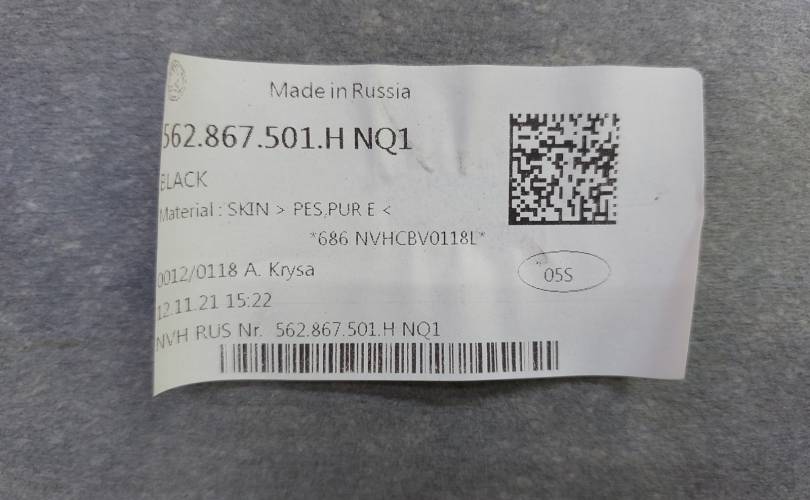 Made in Russia
562.867.501.H NQ1
BLACK
Material : SKIN > PES,PUR E <
*686 NVHCBV0118L*
05S
0012/0118 A. Krysa
12.11.21 15:22
NVH RUS Nr. 562.867.501.H NQ1